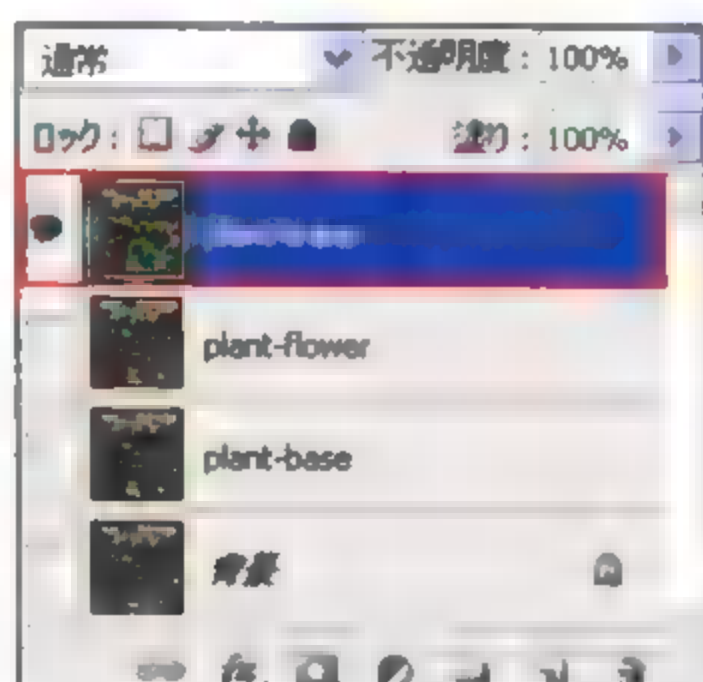 通常 不透明度 : 100%
ロック : 塗り : 100%
plant-flower
plant-base
背景